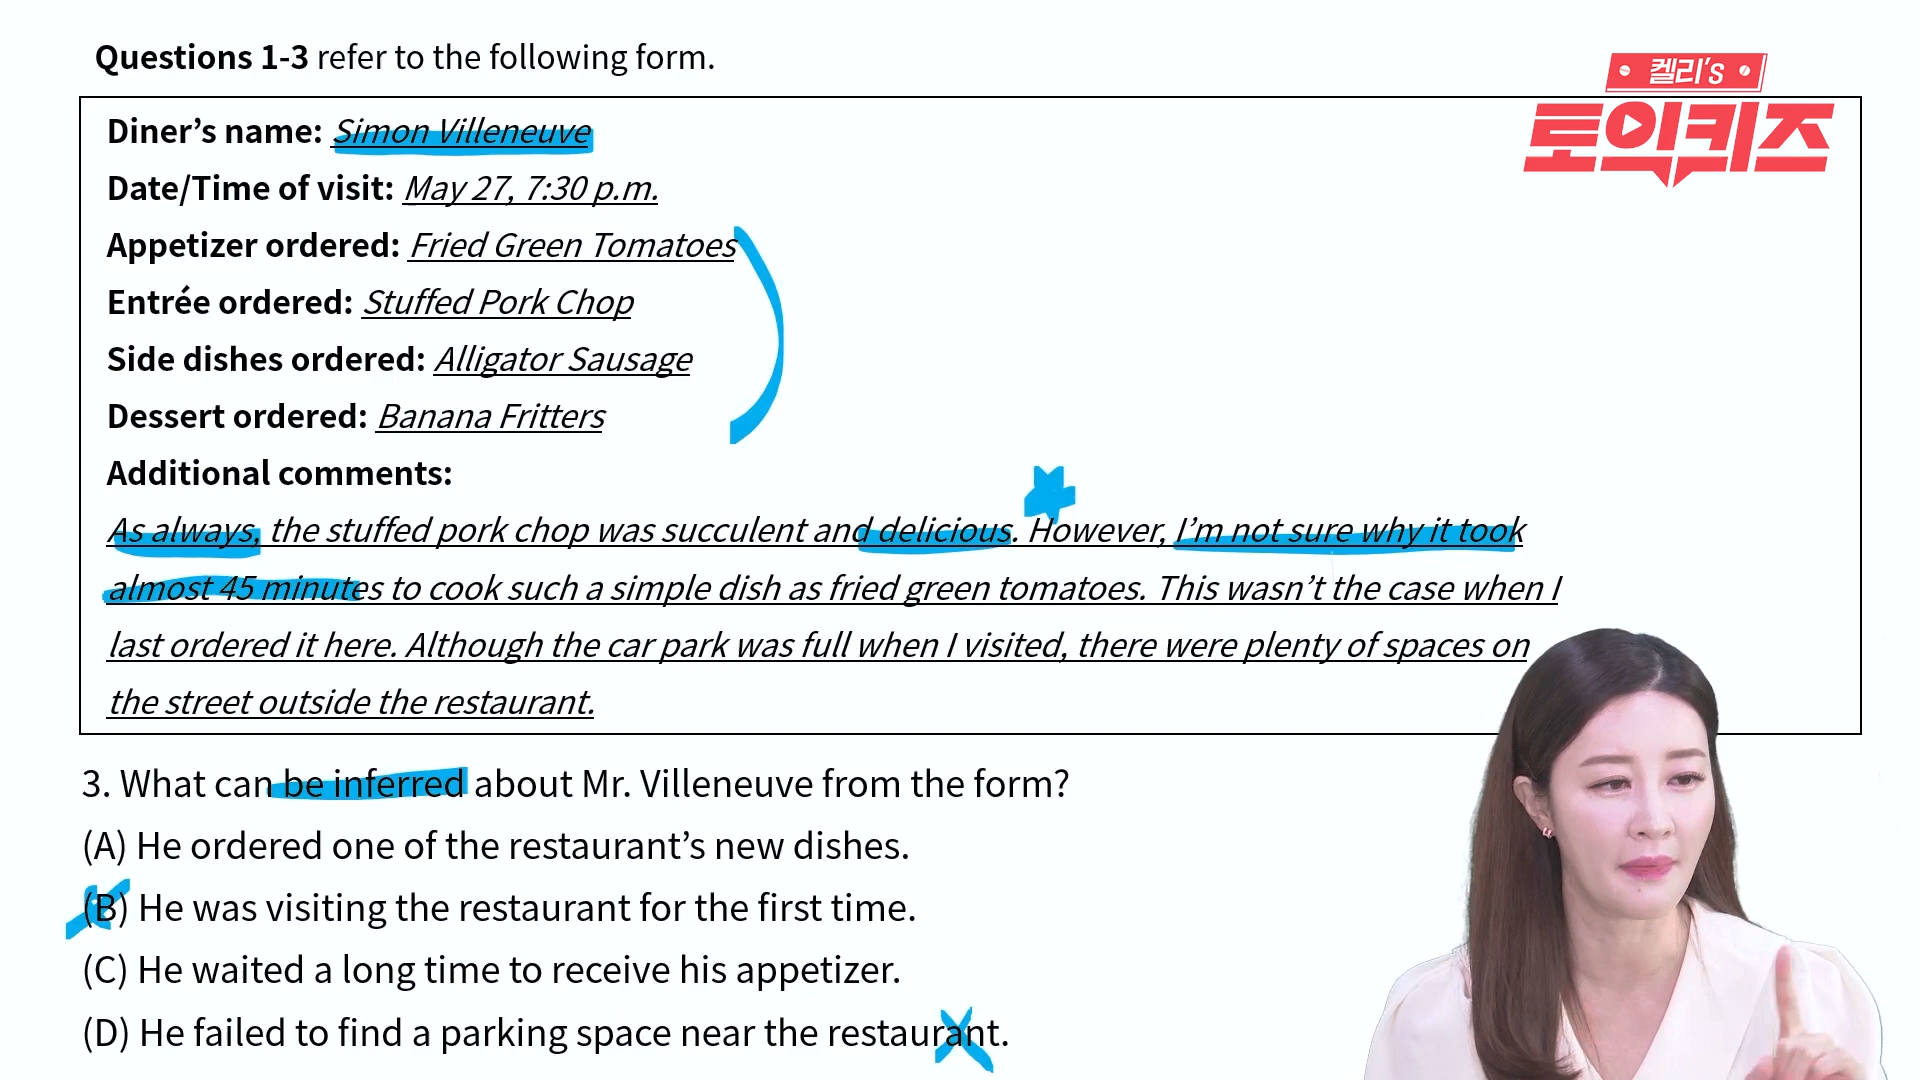 Questions 1-3 refer to the following form.
켈리's
토익키즈
Diner’s name: Simon Villeneuve
Date/Time of visit: May 27, 7:30 p.m.
Appetizer ordered: Fried Green Tomatoes
Entrée ordered: Stuffed Pork Chop
Side dishes ordered: Alligator Sausage
Dessert ordered: Banana Fritters
Additional comments:
As always, the stuffed pork chop was succulent and delicious. However, I’m not sure why it took
almost 45 minutes to cook such a simple dish as fried green tomatoes. This wasn’t the case when I
last ordered it here. Although the car park was full when I visited, there were plenty of spaces on
the street outside the restaurant.
3. What can be inferred about Mr. Villeneuve from the form?
(A) He ordered one of the restaurant’s new dishes.
(B) He was visiting the restaurant for the first time.
(C) He waited a long time to receive his appetizer.
(D) He failed to find a parking space near the restaurant.